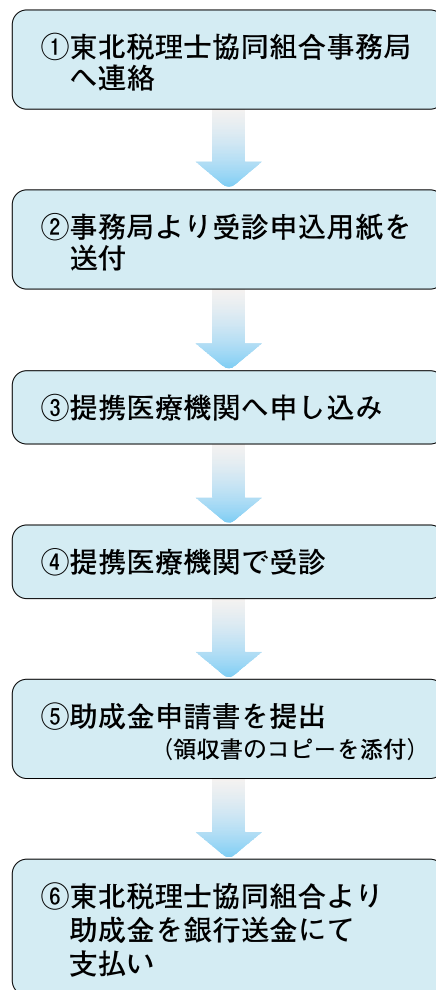 ①東北税理士協同組合事務局
へ連絡
②事務局より受診申込用紙を
送付
③提携医療機関へ申し込み
④提携医療機関で受診
⑤助成金申請書を提出
（領収書のコピーを添付）
⑥東北税理士協同組合より
助成金を銀行送金にて
支払い